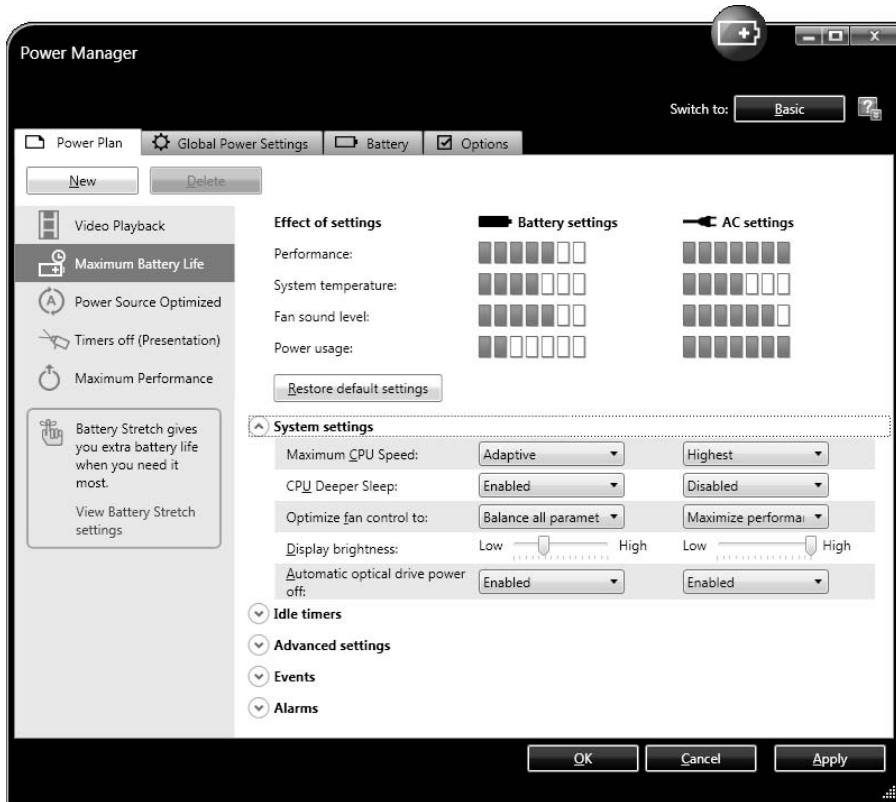 Power Manager
Switch to: Basic
Power Plan Global Power Settings Battery Options
New Delete
Video Playback
Maximum Battery Life
Power Source Optimized
Timers off (Presentation)
Maximum Performance
Battery Stretch gives
you extra battery life
when you need it
most.
View Battery Stretch
settings
Effect of settings Battery settings AC settings
Performance:
System temperature:
Fan sound level:
Power usage:
Restore default settings
System settings
Maximum CPU Speed: Adaptive Highest
CPU Deeper Sleep: Enabled Disabled
Optimize fan control to: Balance all paramet Maximize performa
Display brightness: Low High Low High
Automatic optical drive power
off: Enabled Enabled
Idle timers
Advanced settings
Events
Alarms
OK Cancel Apply